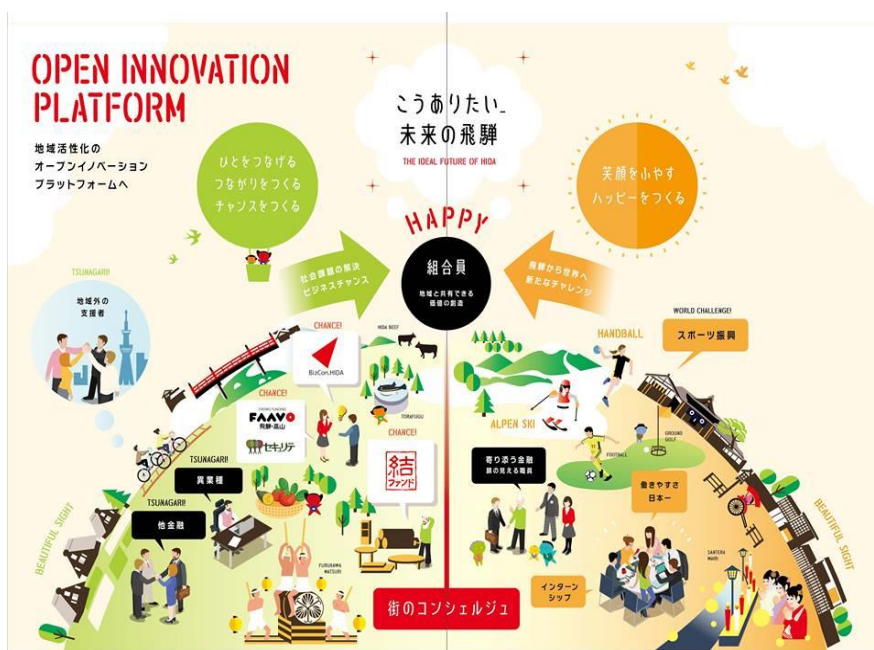 OPEN INNOVATION
PLATFORM
地域活性化の
オープンイノベーション
プラットフォームへ
こうありたい_
未来の飛騨
THE IDEAL FUTURE OF HIDA
ひとをつなげる
つながりをつくる
チャンスをつくる
笑顔をふやす
ハッピーをつくる
HAPPY
組合員
地域と共有できる
価値の創造
社会課題の解決
ビジネスチャンス
飛騨から世界へ
新たなチャレンジ
TSUNAGARI!
地域外の
支援者
CHANCE!
BizCon.HIDA
HIDA BEEF
CHANCE!
FAAVO
飛騨・高山
セキュリテ
TORAFUGU
CHANCE!
結
ファンド
TSUNAGARI!
異業種
TSUNAGARI!
他金融
BEAUTIFUL SIGHT
FURUKAWA
MATSURI
WORLD CHALLENGE!
スポーツ振興
HANDBALL
ALPEN SKI
FOOTBALL
GROUND
GOLF
寄り添う金融
顔の見える職員
働きやすさ
日本一
インターン
シップ
SANTERA
MAIRI
BEAUTIFUL SIGHT
街のコンシェルジュ